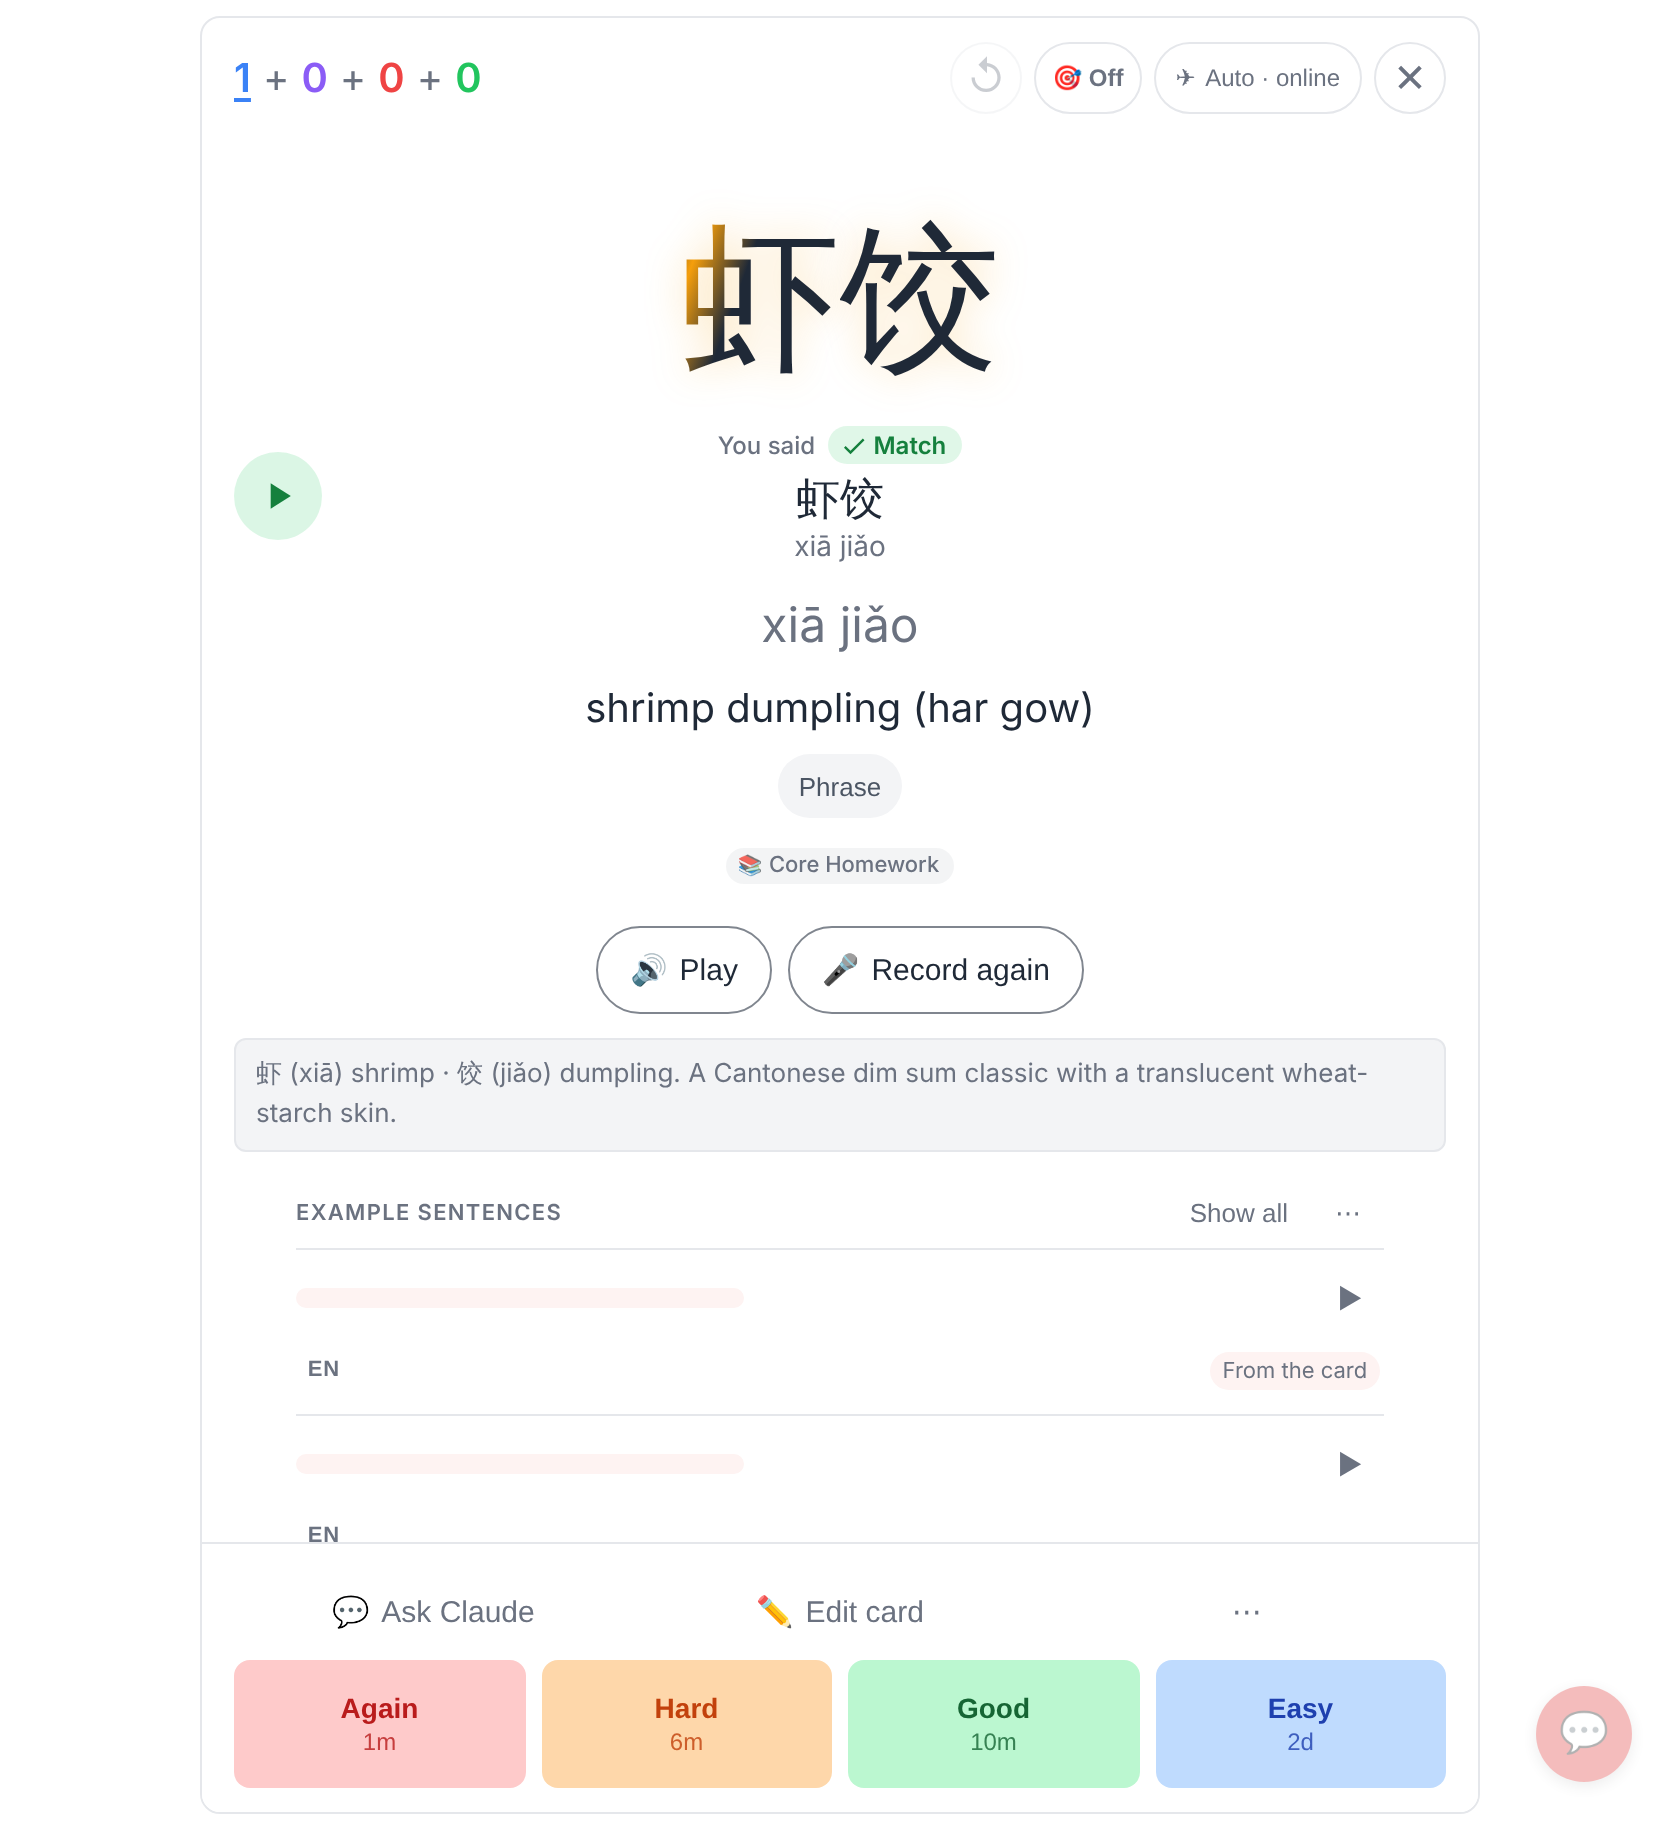 1 + 0 + 0 + 0
🎯 Off
✈ Auto · online
✕
虾饺
You said ✓ Match
虾饺
xiā jiǎo
xiā jiǎo
shrimp dumpling (har gow)
Phrase
📚 Core Homework
🔊 Play
🎤 Record again
虾 (xiā) shrimp · 饺 (jiǎo) dumpling. A Cantonese dim sum classic with a translucent wheat-
starch skin.
EXAMPLE SENTENCES
Show all
···
EN
From the card
EN
💬 Ask Claude
✏️ Edit card
···
Again
1m
Hard
6m
Good
10m
Easy
2d